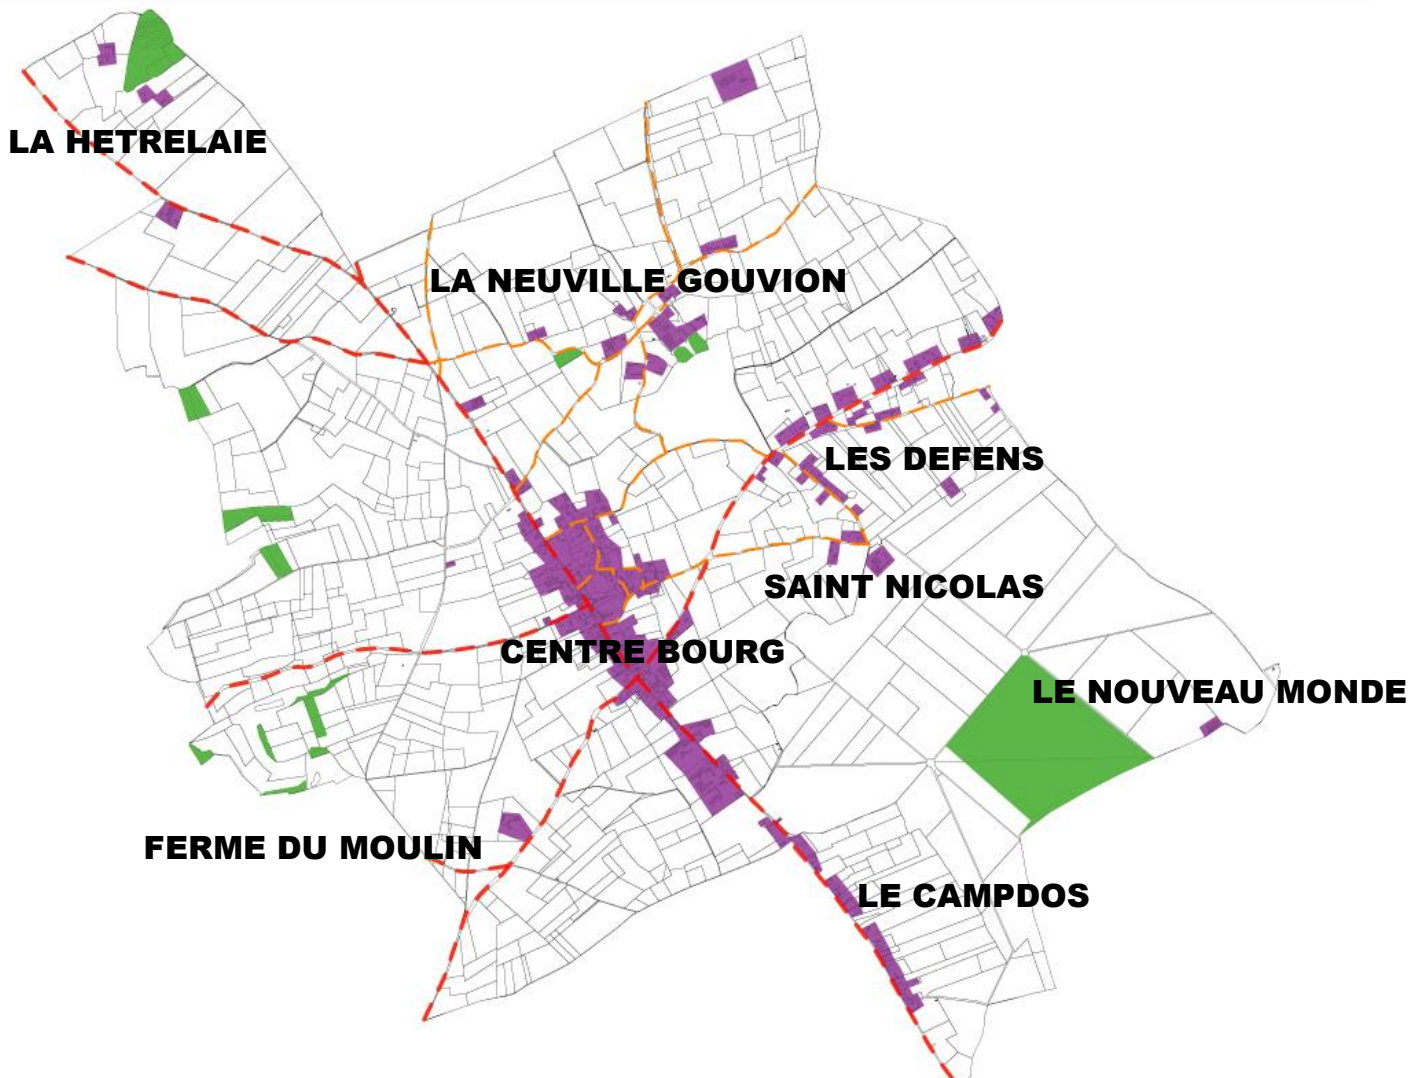 LA HETRELAIE
LA NEUVILLE GOUVION
LES DEFENS
SAINT NICOLAS
CENTRE BOURG
LE NOUVEAU MONDE
FERME DU MOULIN
LE CAMPDOS